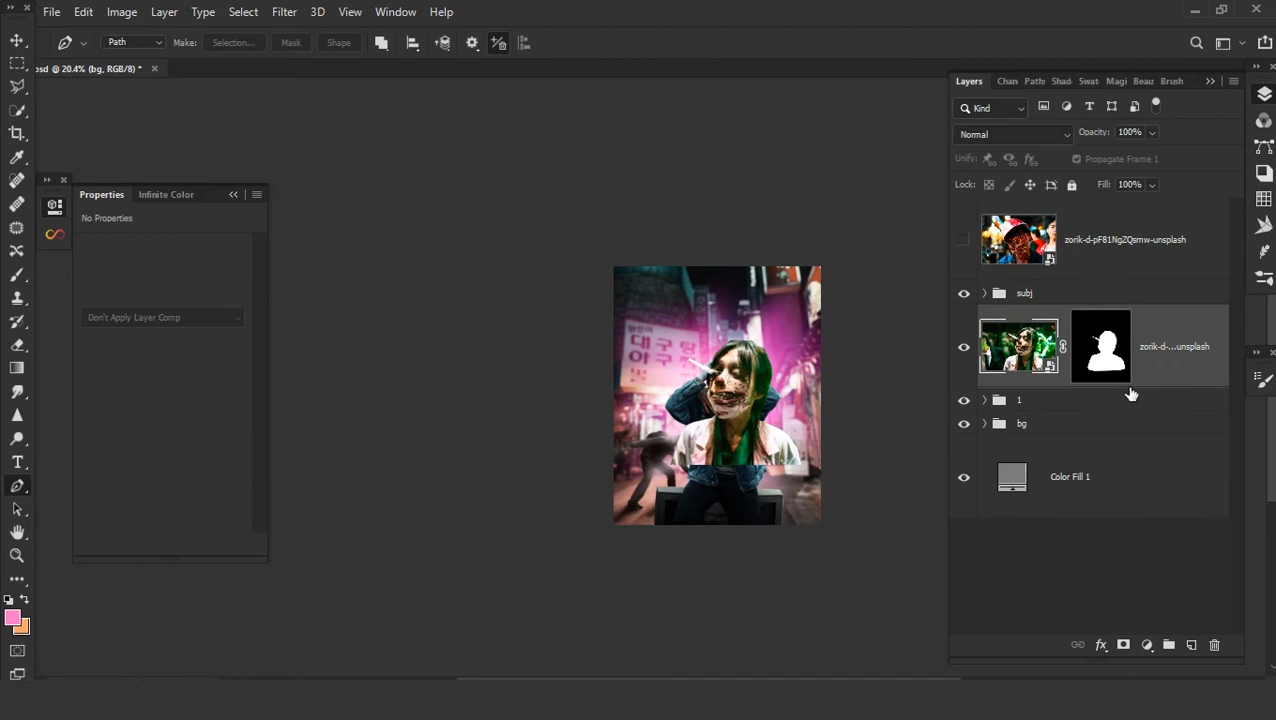 File Edit Image Layer Type Select Filter 3D View Window Help
Path Make: Selection... Mask Shape
psd @ 20.4% (bg, RGB/8) *
Layers Chan Paths Shad Swat Magi Beau Brush
Kind
Normal Opacity: 100%
Unify: Propagate Frame 1
Lock: Fill: 100%
Properties Infinite Color
No Properties
Don't Apply Layer Comp
zorik-d-pF81NgZQsmw-unsplash
subj
zorik-d-...unsplash
1
bg
Color Fill 1